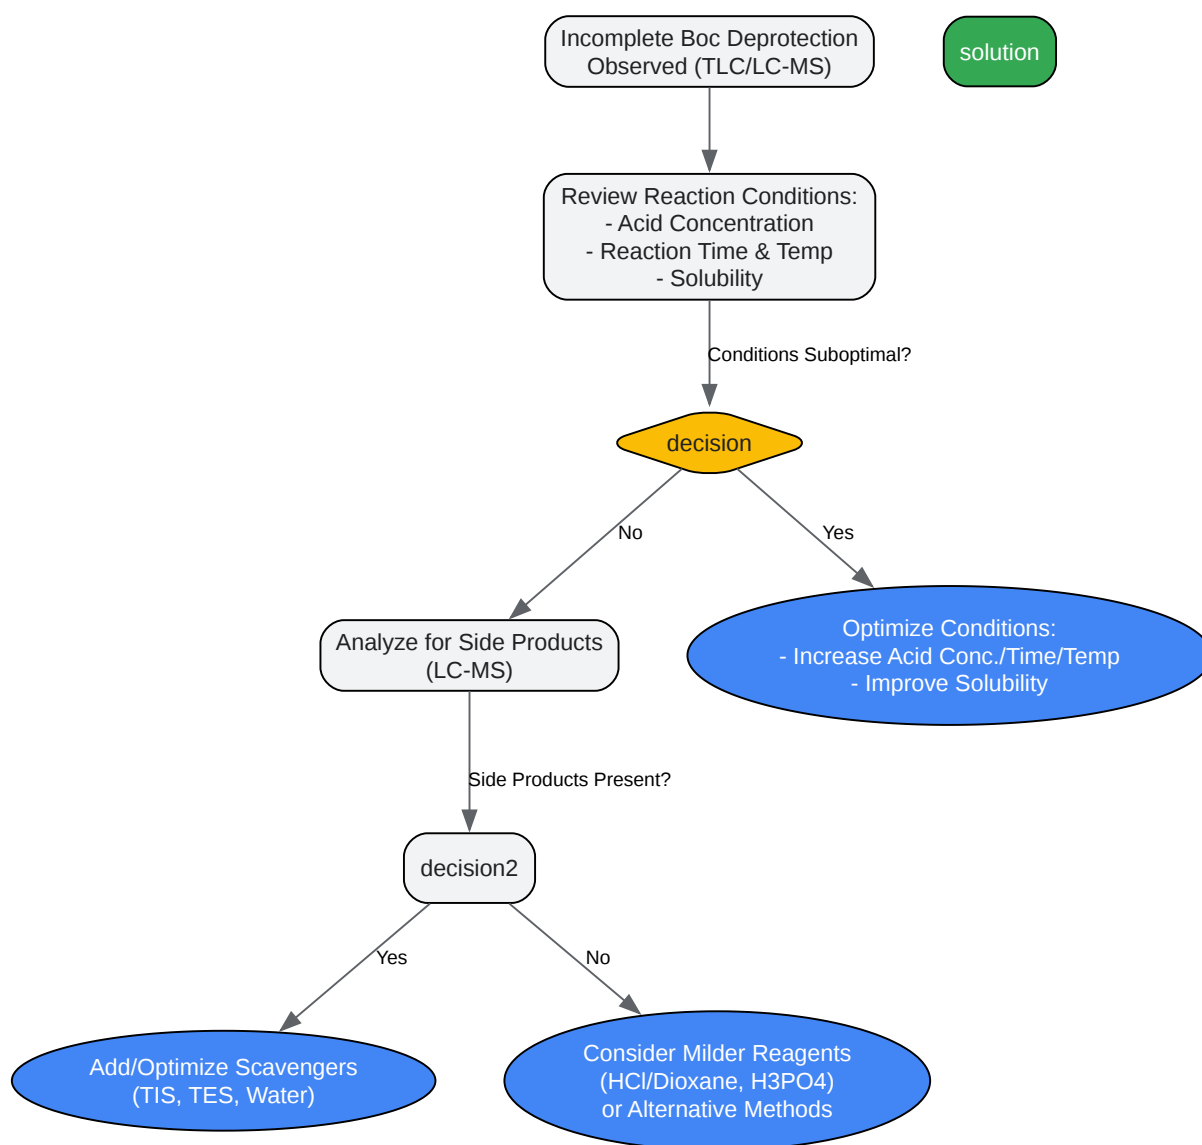 Incomplete Boc Deprotection
Observed (TLC/LC-MS)
solution
Review Reaction Conditions:
- Acid Concentration
- Reaction Time & Temp
- Solubility
Conditions Suboptimal?
decision
No
Yes
Optimize Conditions:
- Increase Acid Conc./Time/Temp
- Improve Solubility
Analyze for Side Products
(LC-MS)
Side Products Present?
decision2
Yes
No
Add/Optimize Scavengers
(TIS, TES, Water)
Consider Milder Reagents
(HCl/Dioxane, H3PO4)
or Alternative Methods